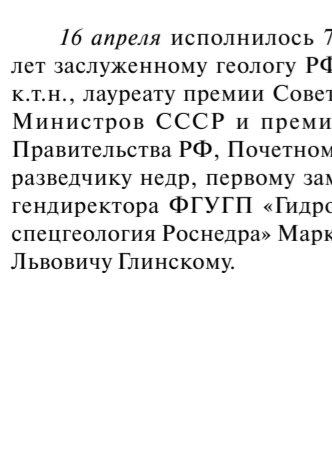 16 апреля исполнилось 7
лет заслуженному геологу РФ
к.т.н., лауреату премии Совет
Министров СССР и преми
Правительства РФ, Почетном
разведчику недр, первому зам
гендиректора ФГУГП «Гидро
спецгеология Роснедра» Марк
Львовичу Глинскому.